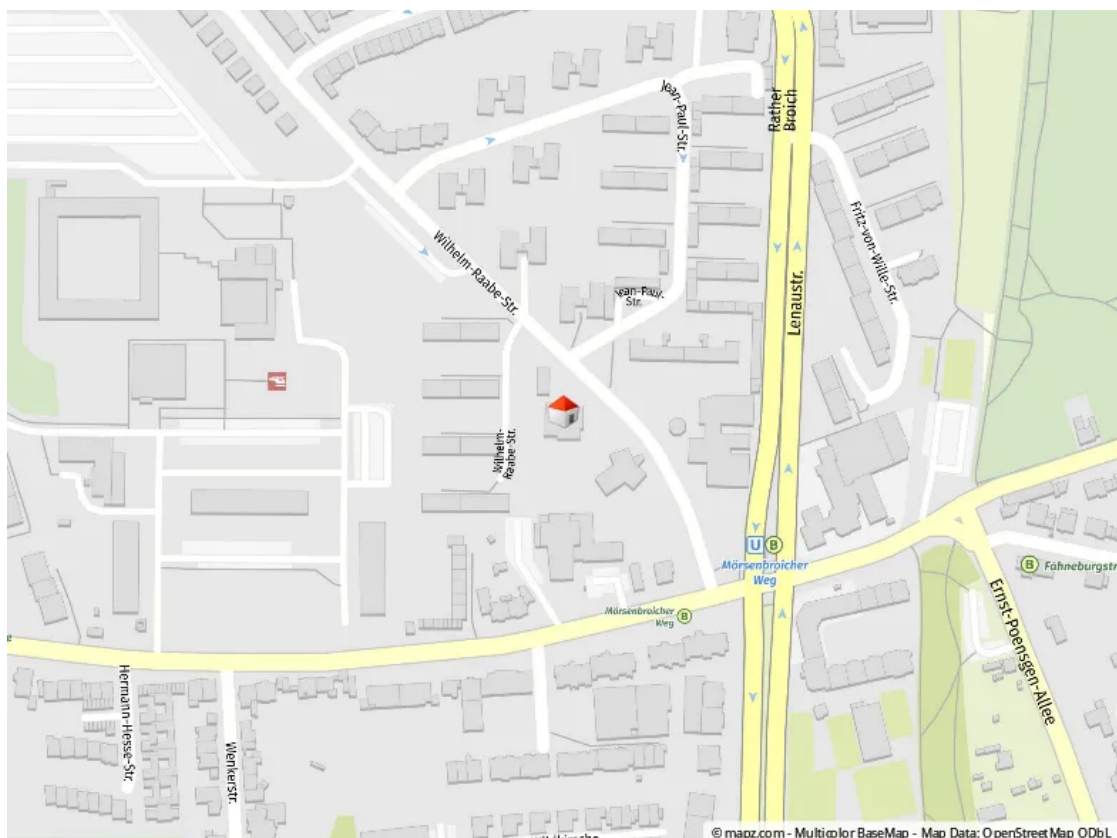 Jean-Paul-Str.
Rather
Broich
Fritz-von-Wille-Str.
Wilhelm-Raabe-Str.
Jean-Paul-
Str.
Lenaustr.
Wilhelm-
Raabe-Str.
U
B
Mörsenbroicher
Weg
B
Fahneburgstr
Mörsenbroicher
Weg
B
Ernst-Poensgen-Allee
Hermann-Hesse-Str.
Wenkerstr.
© mapz.com - Multicolor BaseMap - Map Data: OpenStreetMap ODbL